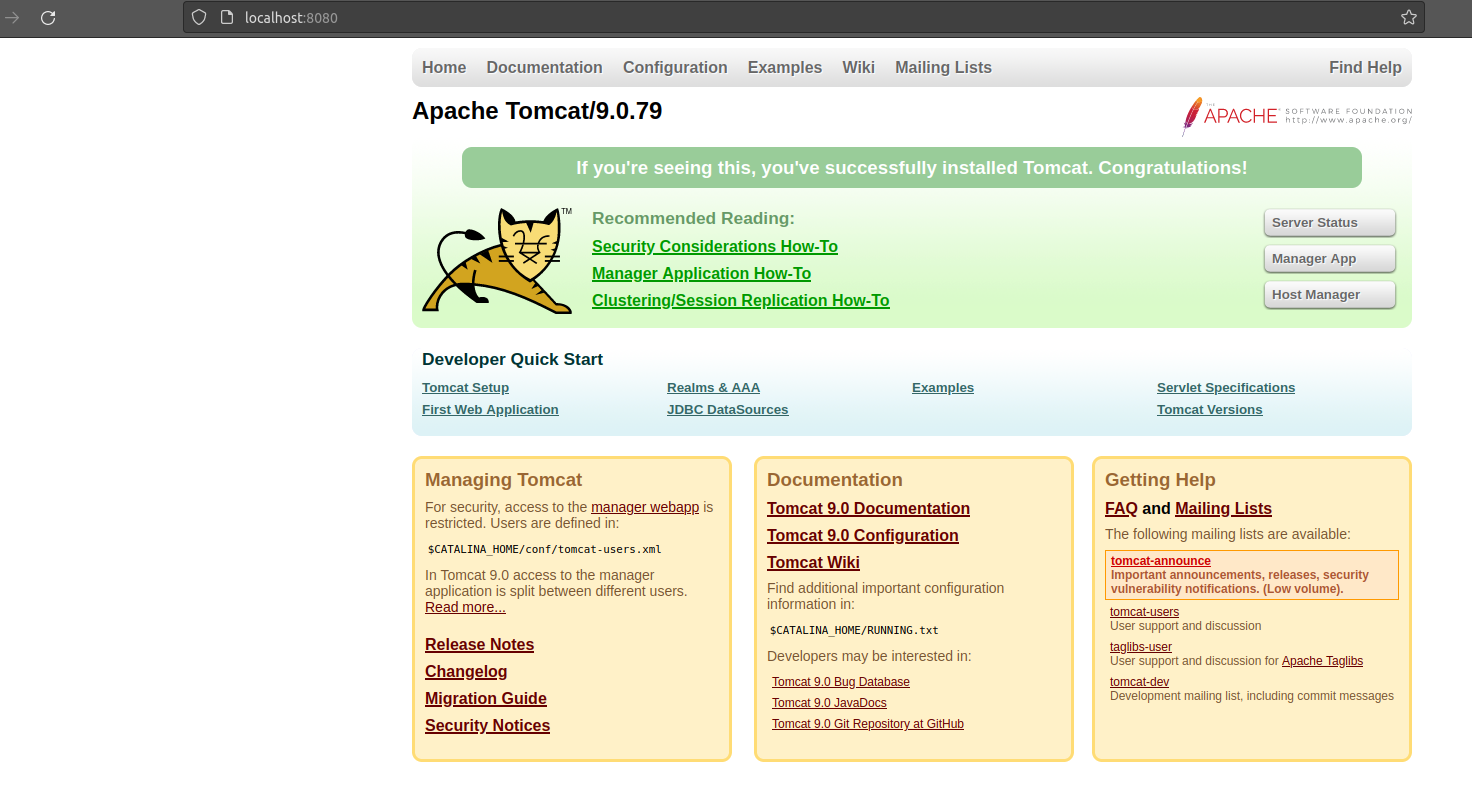 localhost:8080
Home Documentation Configuration Examples Wiki Mailing Lists Find Help
Apache Tomcat/9.0.79
THE APACHE SOFTWARE FOUNDATION
http://www.apache.org/
If you're seeing this, you've successfully installed Tomcat. Congratulations!
TM
Recommended Reading:
Security Considerations How-To
Manager Application How-To
Clustering/Session Replication How-To
Server Status
Manager App
Host Manager
Developer Quick Start
Tomcat Setup
First Web Application
Realms & AAA
JDBC DataSources
Examples
Servlet Specifications
Tomcat Versions
Managing Tomcat
For security, access to the manager webapp is
restricted. Users are defined in:
$CATALINA_HOME/conf/tomcat-users.xml
In Tomcat 9.0 access to the manager
application is split between different users.
Read more...
Release Notes
Changelog
Migration Guide
Security Notices
Documentation
Tomcat 9.0 Documentation
Tomcat 9.0 Configuration
Tomcat Wiki
Find additional important configuration
information in:
$CATALINA_HOME/RUNNING.txt
Developers may be interested in:
Tomcat 9.0 Bug Database
Tomcat 9.0 JavaDocs
Tomcat 9.0 Git Repository at GitHub
Getting Help
FAQ and Mailing Lists
The following mailing lists are available:
tomcat-announce
Important announcements, releases, security
vulnerability notifications. (Low volume).
tomcat-users
User support and discussion
taglibs-user
User support and discussion for Apache Taglibs
tomcat-dev
Development mailing list, including commit messages